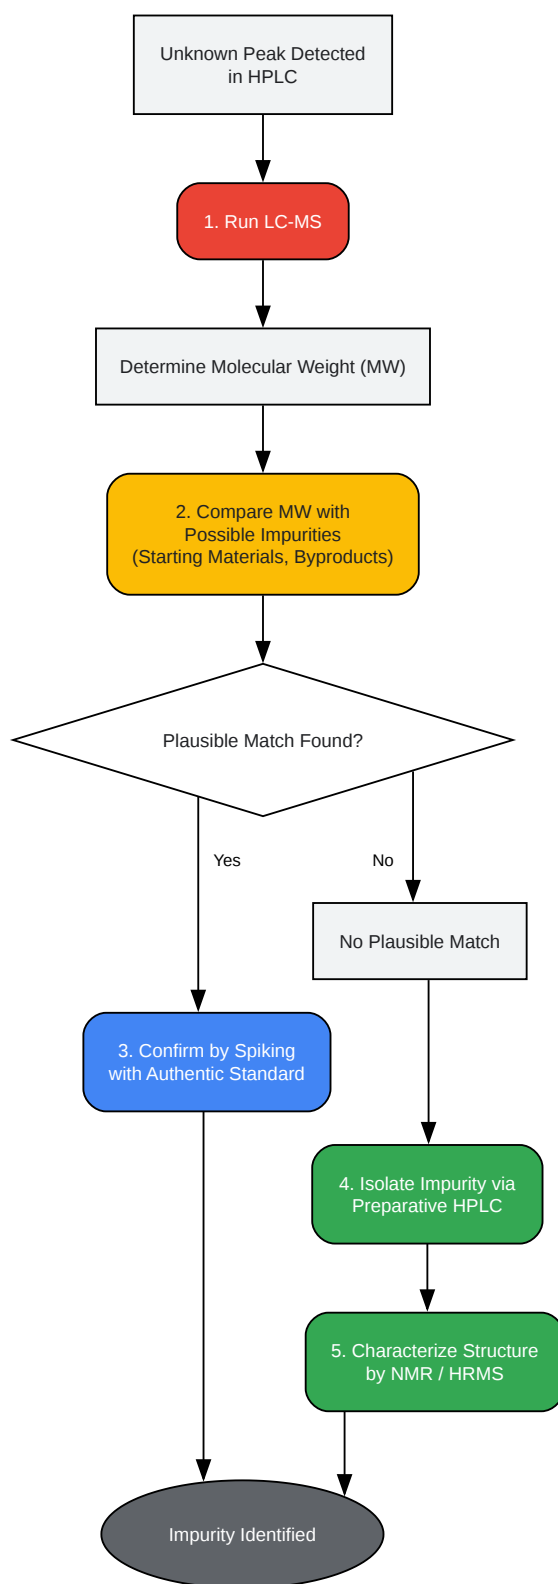 Unknown Peak Detected
in HPLC
1. Run LC-MS
Determine Molecular Weight (MW)
2. Compare MW with
Possible Impurities
(Starting Materials, Byproducts)
Plausible Match Found?
Yes
No
No Plausible Match
3. Confirm by Spiking
with Authentic Standard
4. Isolate Impurity via
Preparative HPLC
5. Characterize Structure
by NMR / HRMS
Impurity Identified